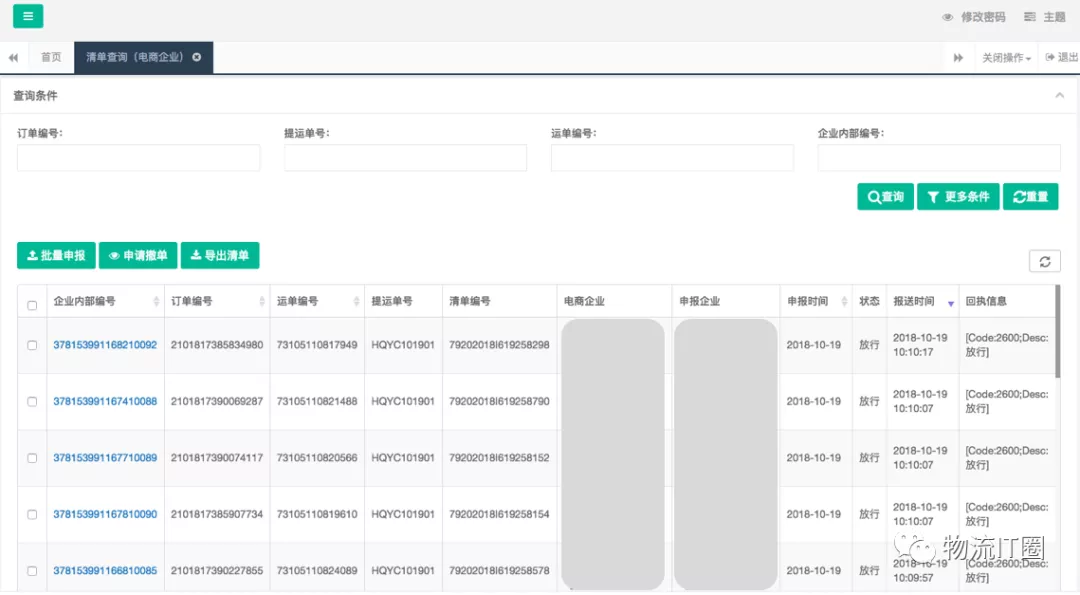 修改密码 主题
首页 清单查询（电商企业） 关闭操作 退出
查询条件
订单编号： 提运单号： 运单编号： 企业内部编号：
查询 更多条件 重置
批量申报 申请撤单 导出清单
企业内部编号 订单编号 运单编号 提运单号 清单编号 电商企业 申报企业 申报时间 状态 报送时间 回执信息
378153991168210092 2101817385834980 73105110817949 HQYC101901 79202018I619258298 2018-10-19 放行 2018-10-19 [Code:2600;Desc:
10:10:17 放行]
378153991167410088 2101817390069287 73105110821488 HQYC101901 79202018I619258790 2018-10-19 放行 2018-10-19 [Code:2600;Desc:
10:10:07 放行]
378153991167710089 2101817390074117 73105110820566 HQYC101901 79202018I619258152 2018-10-19 放行 2018-10-19 [Code:2600;Desc:
10:10:07 放行]
378153991167810090 2101817385907734 73105110819610 HQYC101901 79202018I619258154 2018-10-19 放行 2018-10-19 [Code:2600;Desc:
10:10:07 放行]
物流IT圈
378153991166810085 2101817390227855 73105110824089 HQYC101901 79202018I619258578 2018-10-19 放行 2018-10-19 [Code:2600;Desc:
10:09:57 放行]